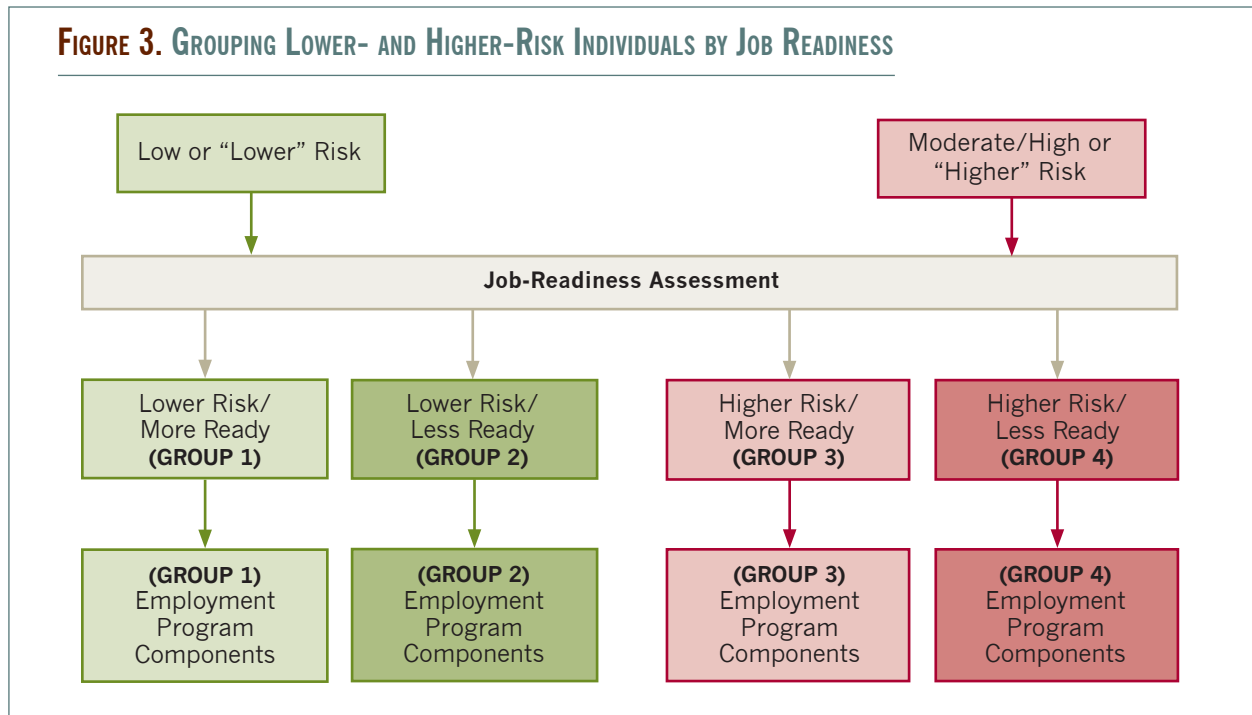 FIGURE 3. GROUPING LOWER- AND HIGHER-RISK INDIVIDUALS BY JOB READINESS
Low or “Lower” Risk
Moderate/High or
“Higher” Risk
Job-Readiness Assessment
Lower Risk/
More Ready
(GROUP 1)
Lower Risk/
Less Ready
(GROUP 2)
Higher Risk/
More Ready
(GROUP 3)
Higher Risk/
Less Ready
(GROUP 4)
(GROUP 1)
Employment
Program
Components
(GROUP 2)
Employment
Program
Components
(GROUP 3)
Employment
Program
Components
(GROUP 4)
Employment
Program
Components